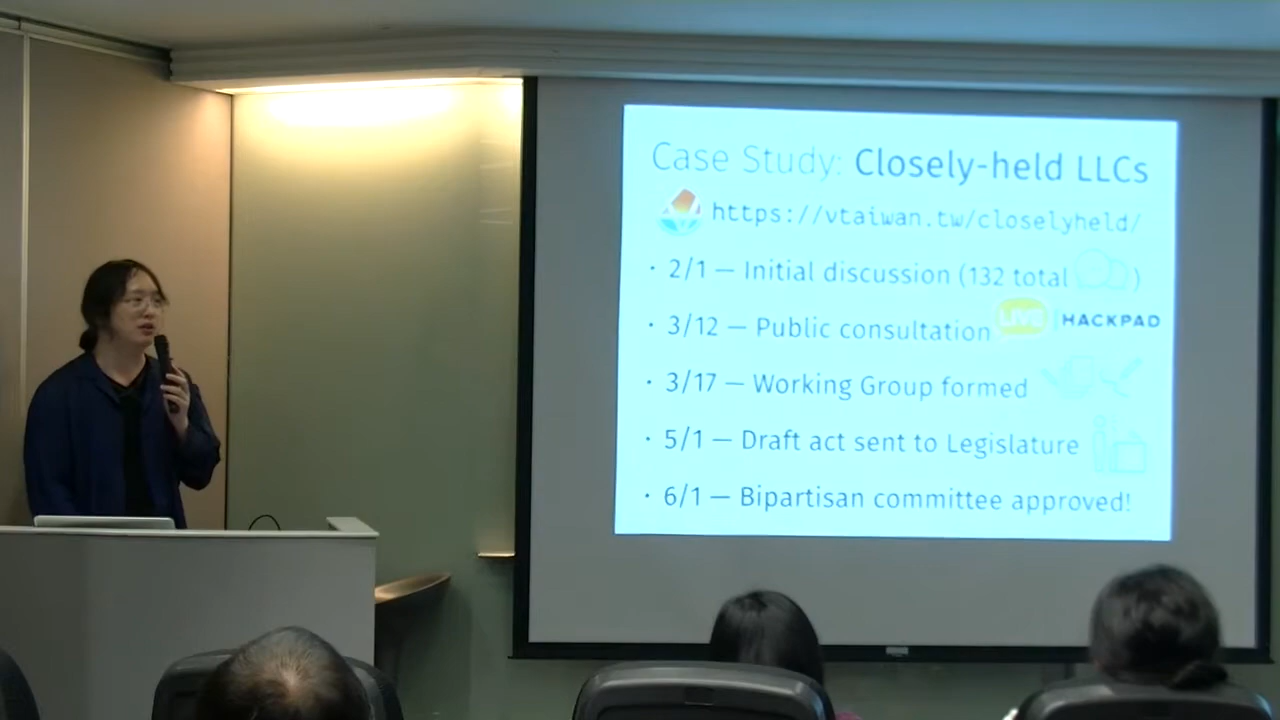 Case Study: Closely-held LLCs
https://vtaiwan.tw/closelyheld/
· 2/1 — Initial discussion (132 total )
· 3/12 — Public consultation LIVE | HACKPAD
· 3/17 — Working Group formed
· 5/1 — Draft act sent to Legislature
· 6/1 — Bipartisan committee approved!